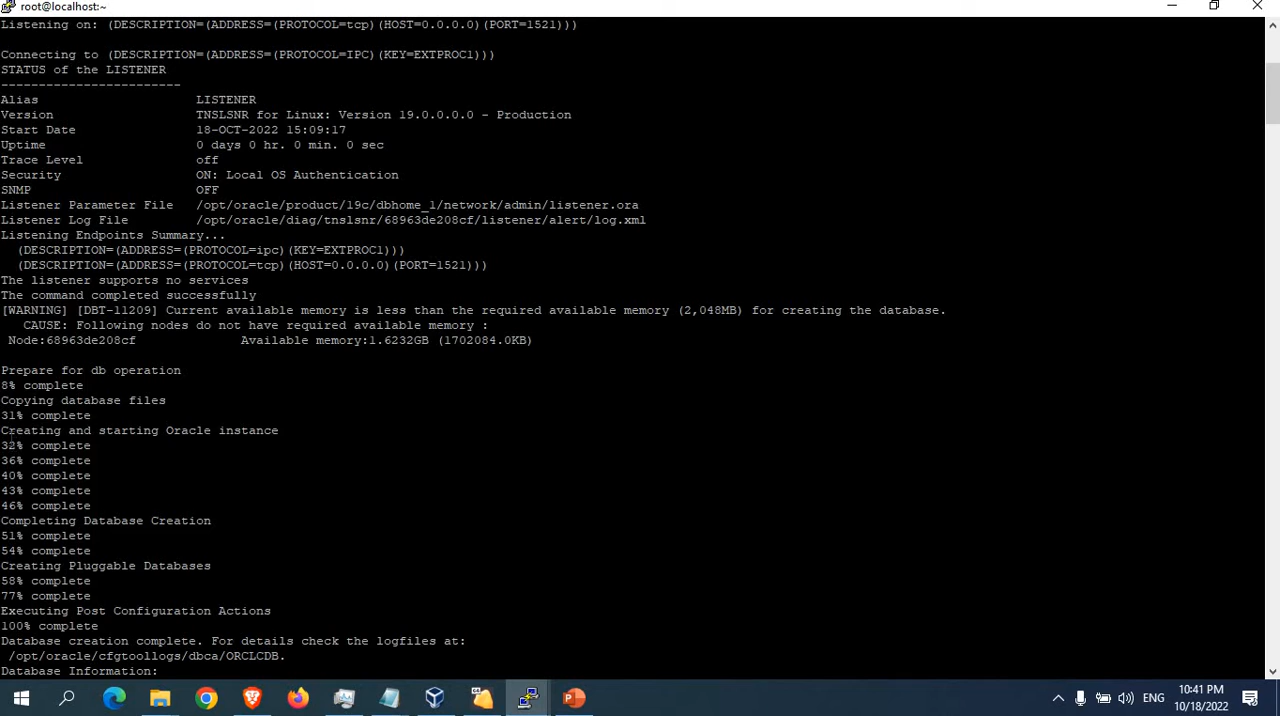 root@localhost:~
Listening on: (DESCRIPTION=(ADDRESS=(PROTOCOL=tcp)(HOST=0.0.0.0)(PORT=1521)))
Connecting to (DESCRIPTION=(ADDRESS=(PROTOCOL=IPC)(KEY=EXTPROC1)))
STATUS of the LISTENER
------------------------
Alias                     LISTENER
Version                   TNSLSNR for Linux: Version 19.0.0.0.0 - Production
Start Date                18-OCT-2022 15:09:17
Uptime                    0 days 0 hr. 0 min. 0 sec
Trace Level               off
Security                  ON: Local OS Authentication
SNMP                      OFF
Listener Parameter File   /opt/oracle/product/19c/dbhome_1/network/admin/listener.ora
Listener Log File         /opt/oracle/diag/tnslsnr/68963de208cf/listener/alert/log.xml
Listening Endpoints Summary...
  (DESCRIPTION=(ADDRESS=(PROTOCOL=ipc)(KEY=EXTPROC1)))
  (DESCRIPTION=(ADDRESS=(PROTOCOL=tcp)(HOST=0.0.0.0)(PORT=1521)))
The listener supports no services
The command completed successfully
[WARNING] [DBT-11209] Current available memory is less than the required available memory (2,048MB) for creating the database.
   CAUSE: Following nodes do not have required available memory :
 Node:68963de208cf              Available memory:1.6232GB (1702084.0KB)
Prepare for db operation
8% complete
Copying database files
31% complete
Creating and starting Oracle instance
32% complete
36% complete
40% complete
43% complete
46% complete
Completing Database Creation
51% complete
54% complete
Creating Pluggable Databases
58% complete
77% complete
Executing Post Configuration Actions
100% complete
Database creation complete. For details check the logfiles at:
 /opt/oracle/cfgtoollogs/dbca/ORCLCDB.
Database Information:
ENG
10:41 PM
10/18/2022